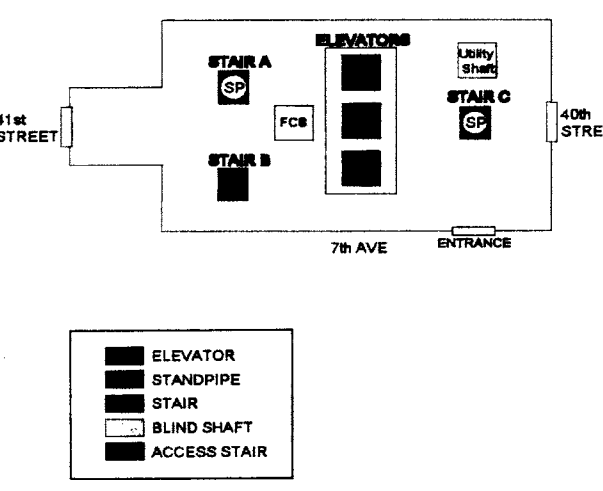 ELEVATORS
STAIR A
SP
Utility
Shaft
STAIR C
SP
FCS
41st
STREET
40th
STRE
STAIR B
7th AVE
ENTRANCE
ELEVATOR
STANDPIPE
STAIR
BLIND SHAFT
ACCESS STAIR